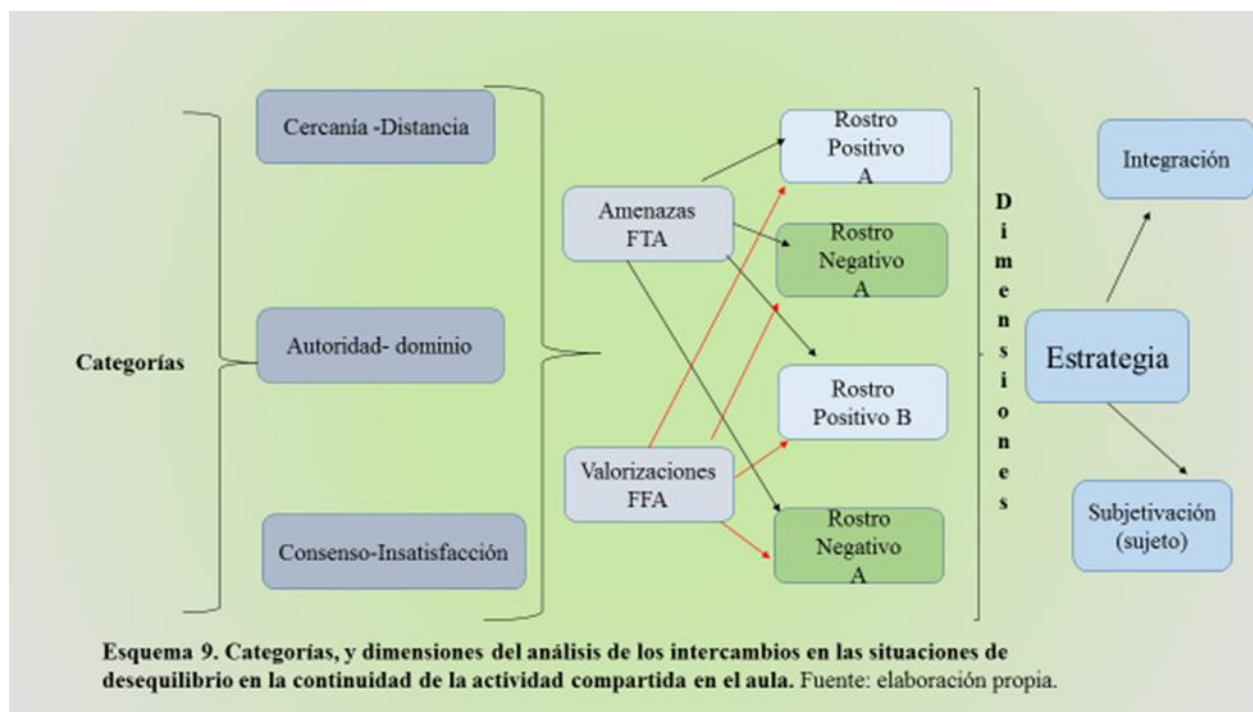 Categorías
Cercanía -Distancia
Autoridad- dominio
Consenso-Insatisfacción
Amenazas
FTA
Valorizaciones
FFA
Rostro
Positivo
A
Rostro
Negativo
A
Rostro
Positivo B
Rostro
Negativo
A
Dimensiones
Estrategia
Integración
Subjetivación
(sujeto)
Esquema 9. Categorías, y dimensiones del análisis de los intercambios en las situaciones de
desequilibrio en la continuidad de la actividad compartida en el aula. Fuente: elaboración propia.